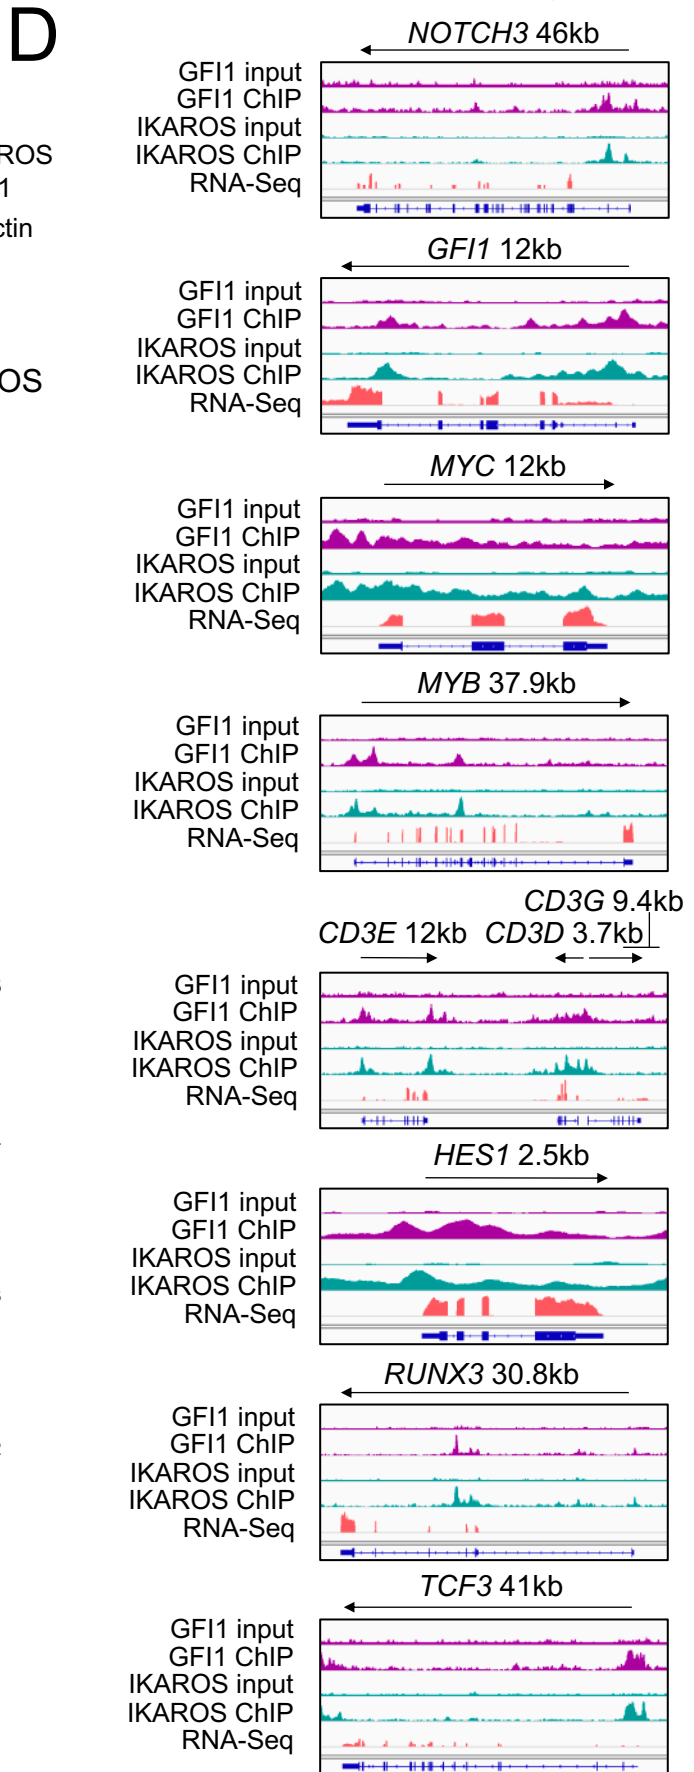 D
NOTCH3 46kb
GFI1 input
GFI1 ChIP
IKAROS input
ROS
IKAROS ChIP
1
RNA-Seq
ctin
GFI1 12kb
GFI1 input
GFI1 ChIP
IKAROS input
OS
IKAROS ChIP
RNA-Seq
MYC 12kb
GFI1 input
GFI1 ChIP
IKAROS input
IKAROS ChIP
RNA-Seq
MYB 37.9kb
GFI1 input
GFI1 ChIP
IKAROS input
IKAROS ChIP
RNA-Seq
CD3G 9.4kb
CD3E 12kb CD3D 3.7kb
GFI1 input
GFI1 ChIP
IKAROS input
IKAROS ChIP
RNA-Seq
HES1 2.5kb
GFI1 input
GFI1 ChIP
IKAROS input
IKAROS ChIP
RNA-Seq
RUNX3 30.8kb
GFI1 input
GFI1 ChIP
IKAROS input
IKAROS ChIP
RNA-Seq
TCF3 41kb
GFI1 input
GFI1 ChIP
IKAROS input
IKAROS ChIP
RNA-Seq